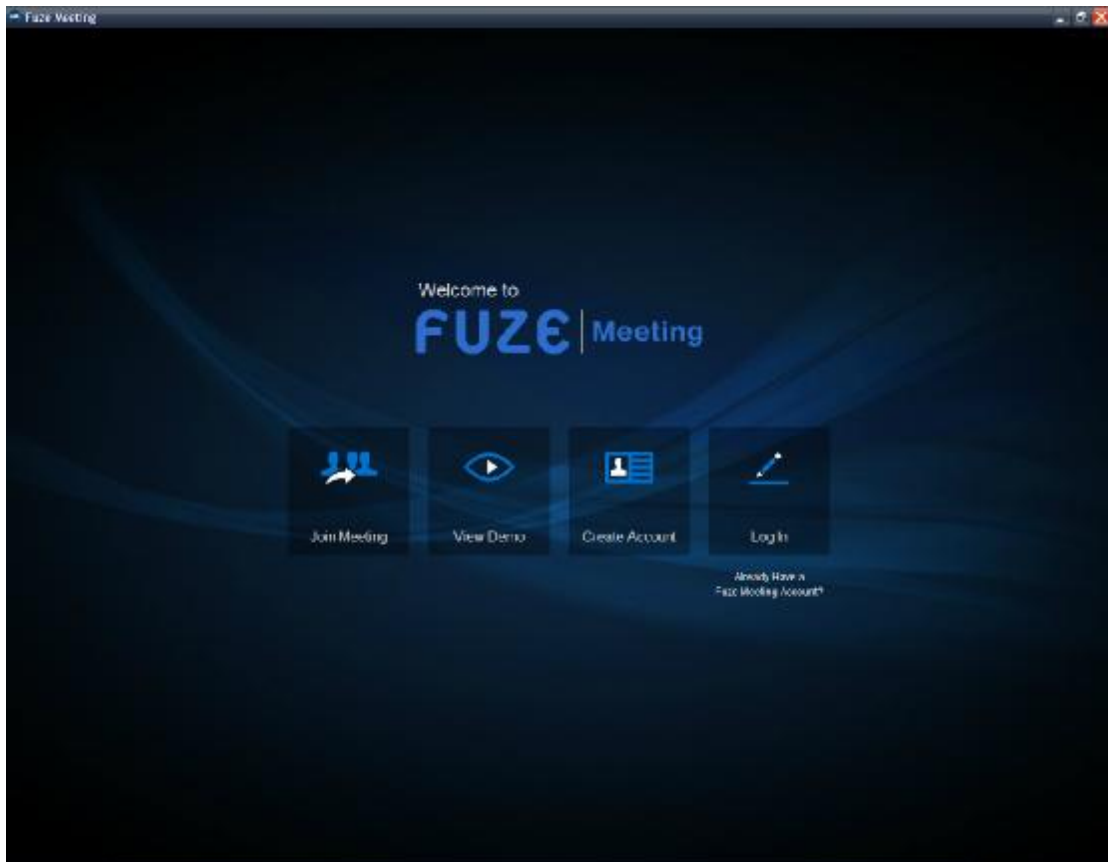 Fuze Meeting
Welcome to
FUZE | Meeting
Join Meeting
View Demo
Create Account
Log In
Already Have a
Fuze Meeting Account?